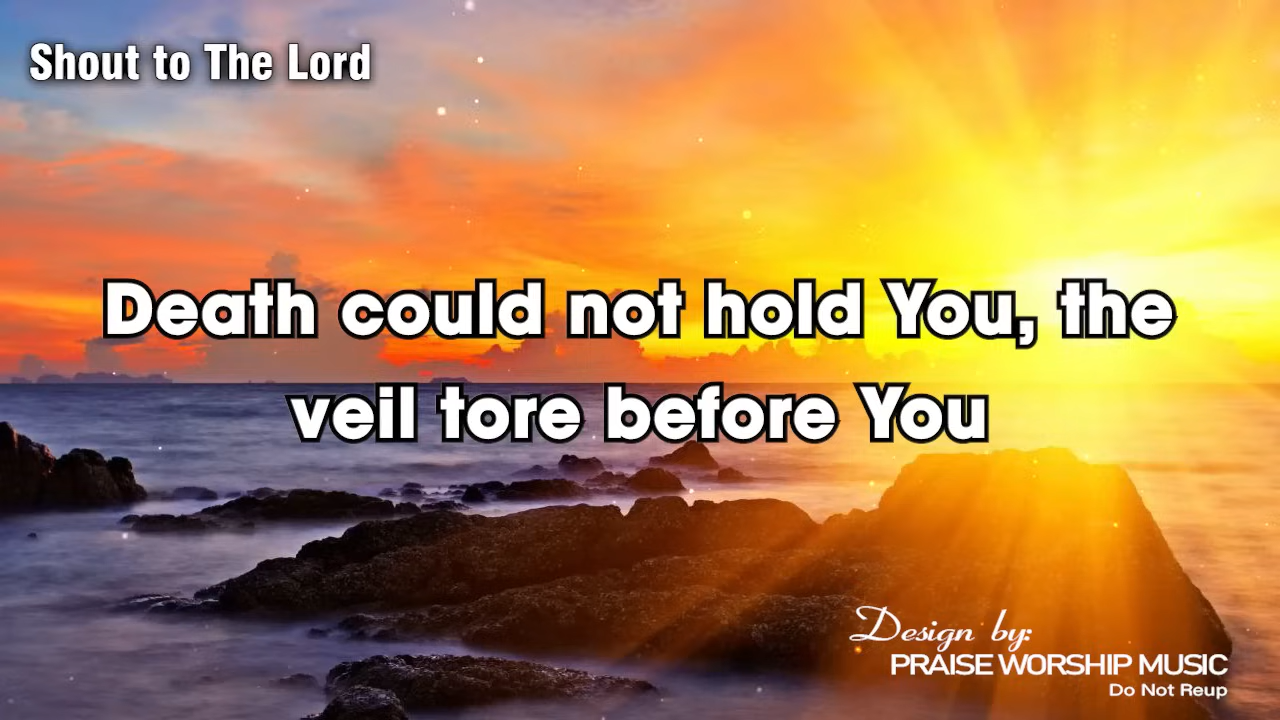 Shout to The Lord
Death could not hold You, the
veil tore before You
Design by:
PRAISE WORSHIP MUSIC
Do Not Reup